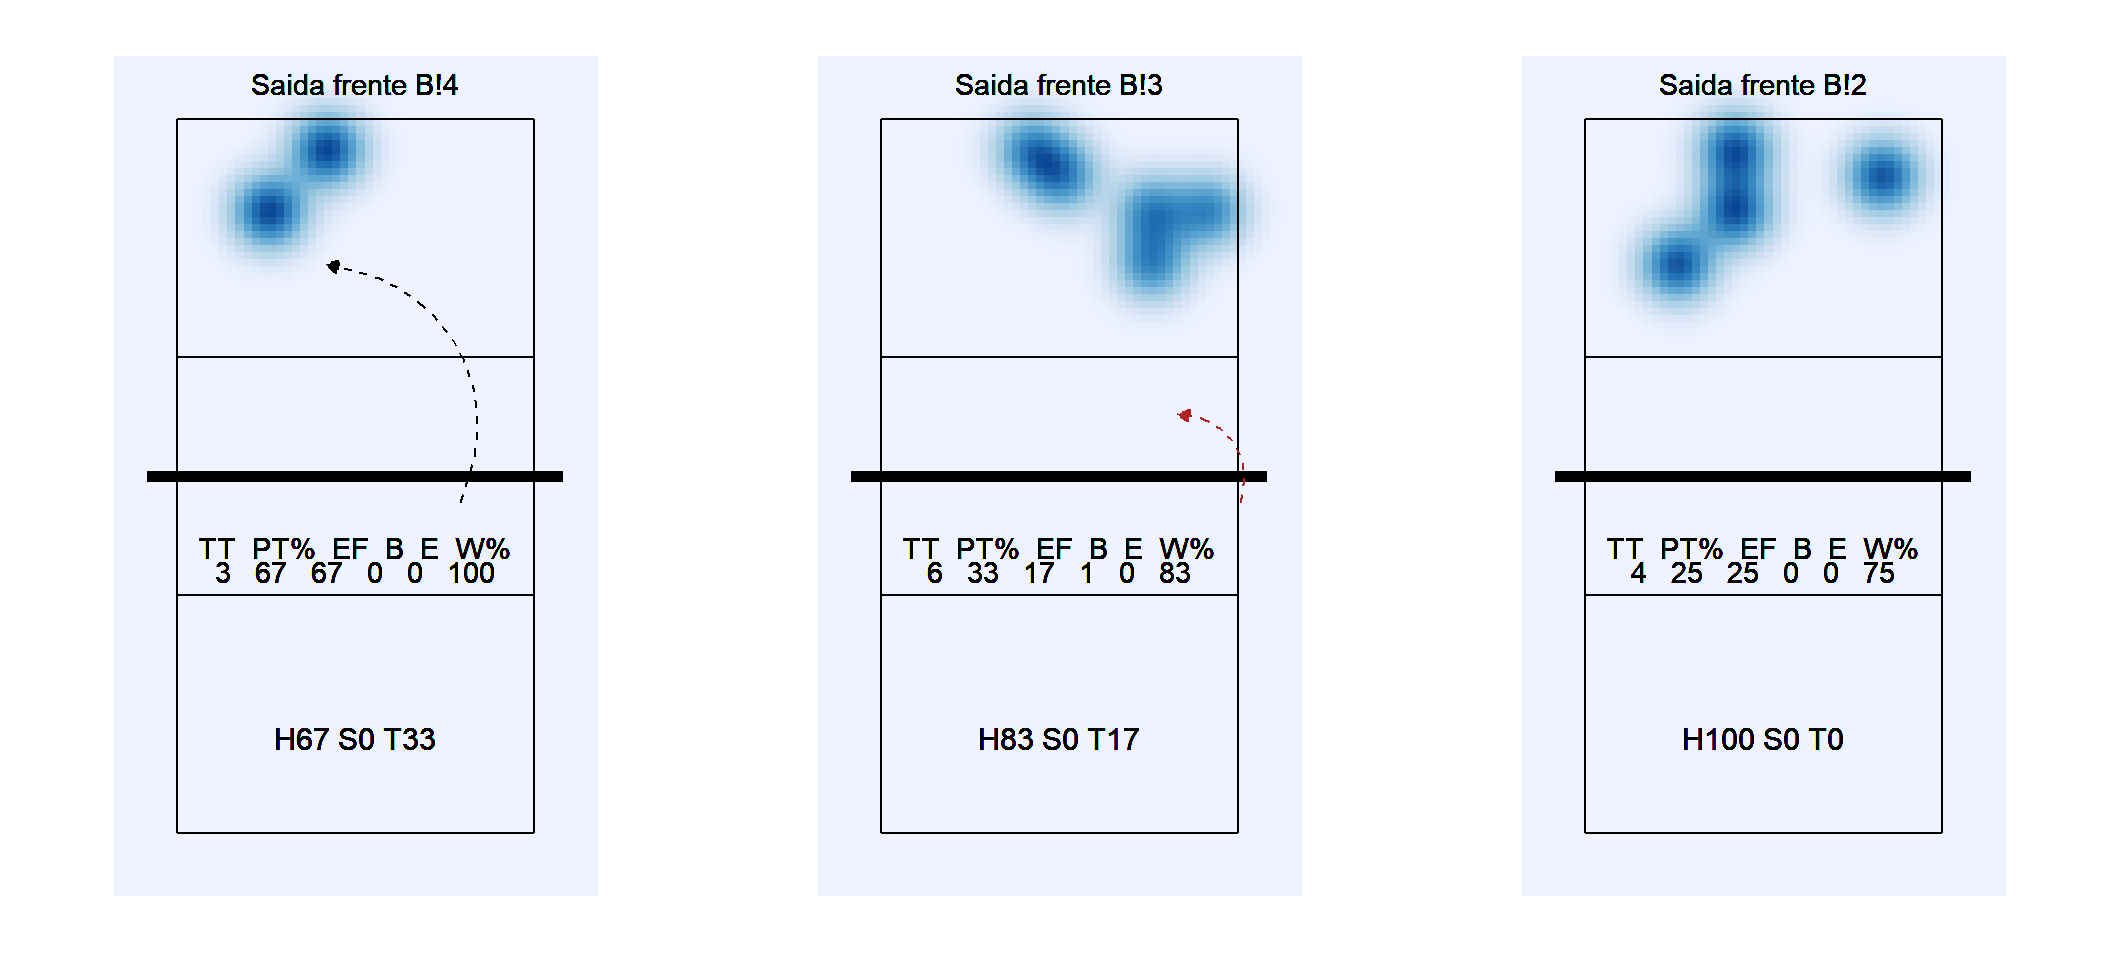 Saida frente B!4
TT PT% EF B E W%
3 67 67 0 0 100
H67 S0 T33
Saida frente B!3
TT PT% EF B E W%
6 33 17 1 0 83
H83 S0 T17
Saida frente B!2
TT PT% EF B E W%
4 25 25 0 0 75
H100 S0 T0